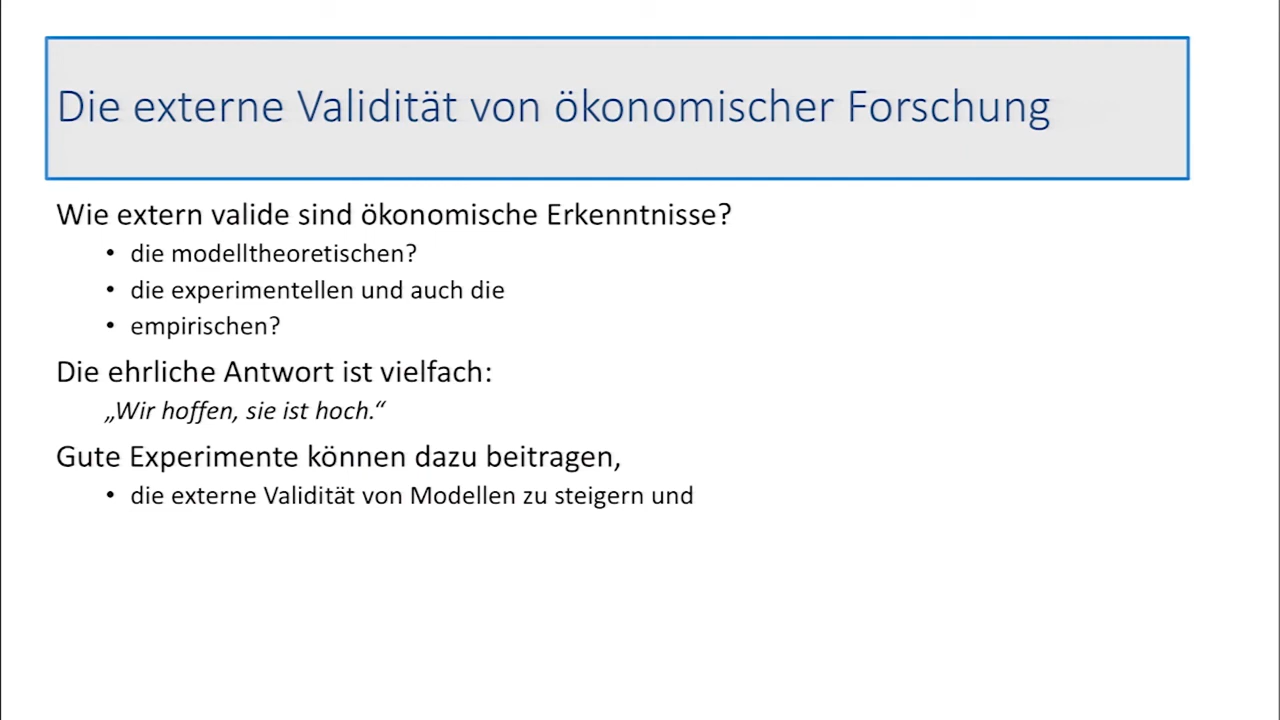 Die externe Validität von ökonomischer Forschung
Wie extern valide sind ökonomische Erkenntnisse?
• die modelltheoretischen?
• die experimentellen und auch die
• empirischen?
Die ehrliche Antwort ist vielfach:
„Wir hoffen, sie ist hoch.“
Gute Experimente können dazu beitragen,
• die externe Validität von Modellen zu steigern und